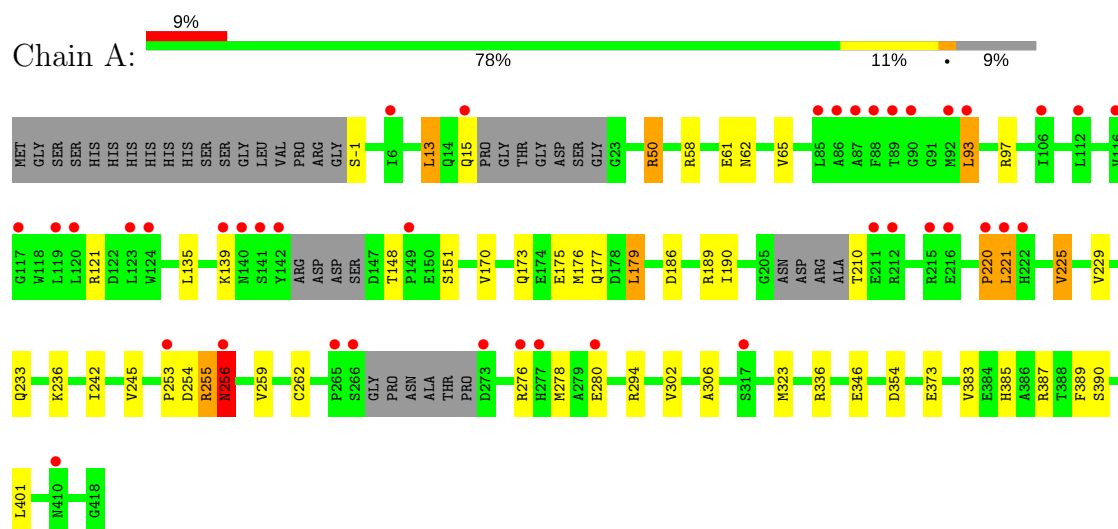 9%
Chain A:
78% 11% • 9%
MET GLY SER SER HIS HIS HIS HIS HIS HIS SER SER GLY LEU VAL PRO ARG GLY S-1 I6 L13 Q14 Q15 PRO GLY THR GLY ASP SER GLY G23 R50 R58 E61 N62 V65 L85 A86 A87 F88 T89 G90 G91 M92 L93 R97 I106 L112 V116
G117 W118 L119 L120 R121 D122 L123 W124 L135 K139 N140 S141 Y142 ARG ASP ASP SER D147 T148 P149 E150 S151 V170 Q173 E174 E175 M176 Q177 D178 L179 D186 R189 I190 G205 ASN ASP ARG ALA T210 E211 R212 R215 E216 P220 L221 H222 V225 V229
Q233 K236 I242 V245 P253 D254 R255 N256 V259 C262 P265 S266 GLY PRO ASN ALA THR PRO D273 R276 H277 M278 A279 E280 R294 V302 A306 S317 M323 R336 E346 D354 E373 V383 E384 H385 A386 R387 T388 F389 S390
L401 N410 G418